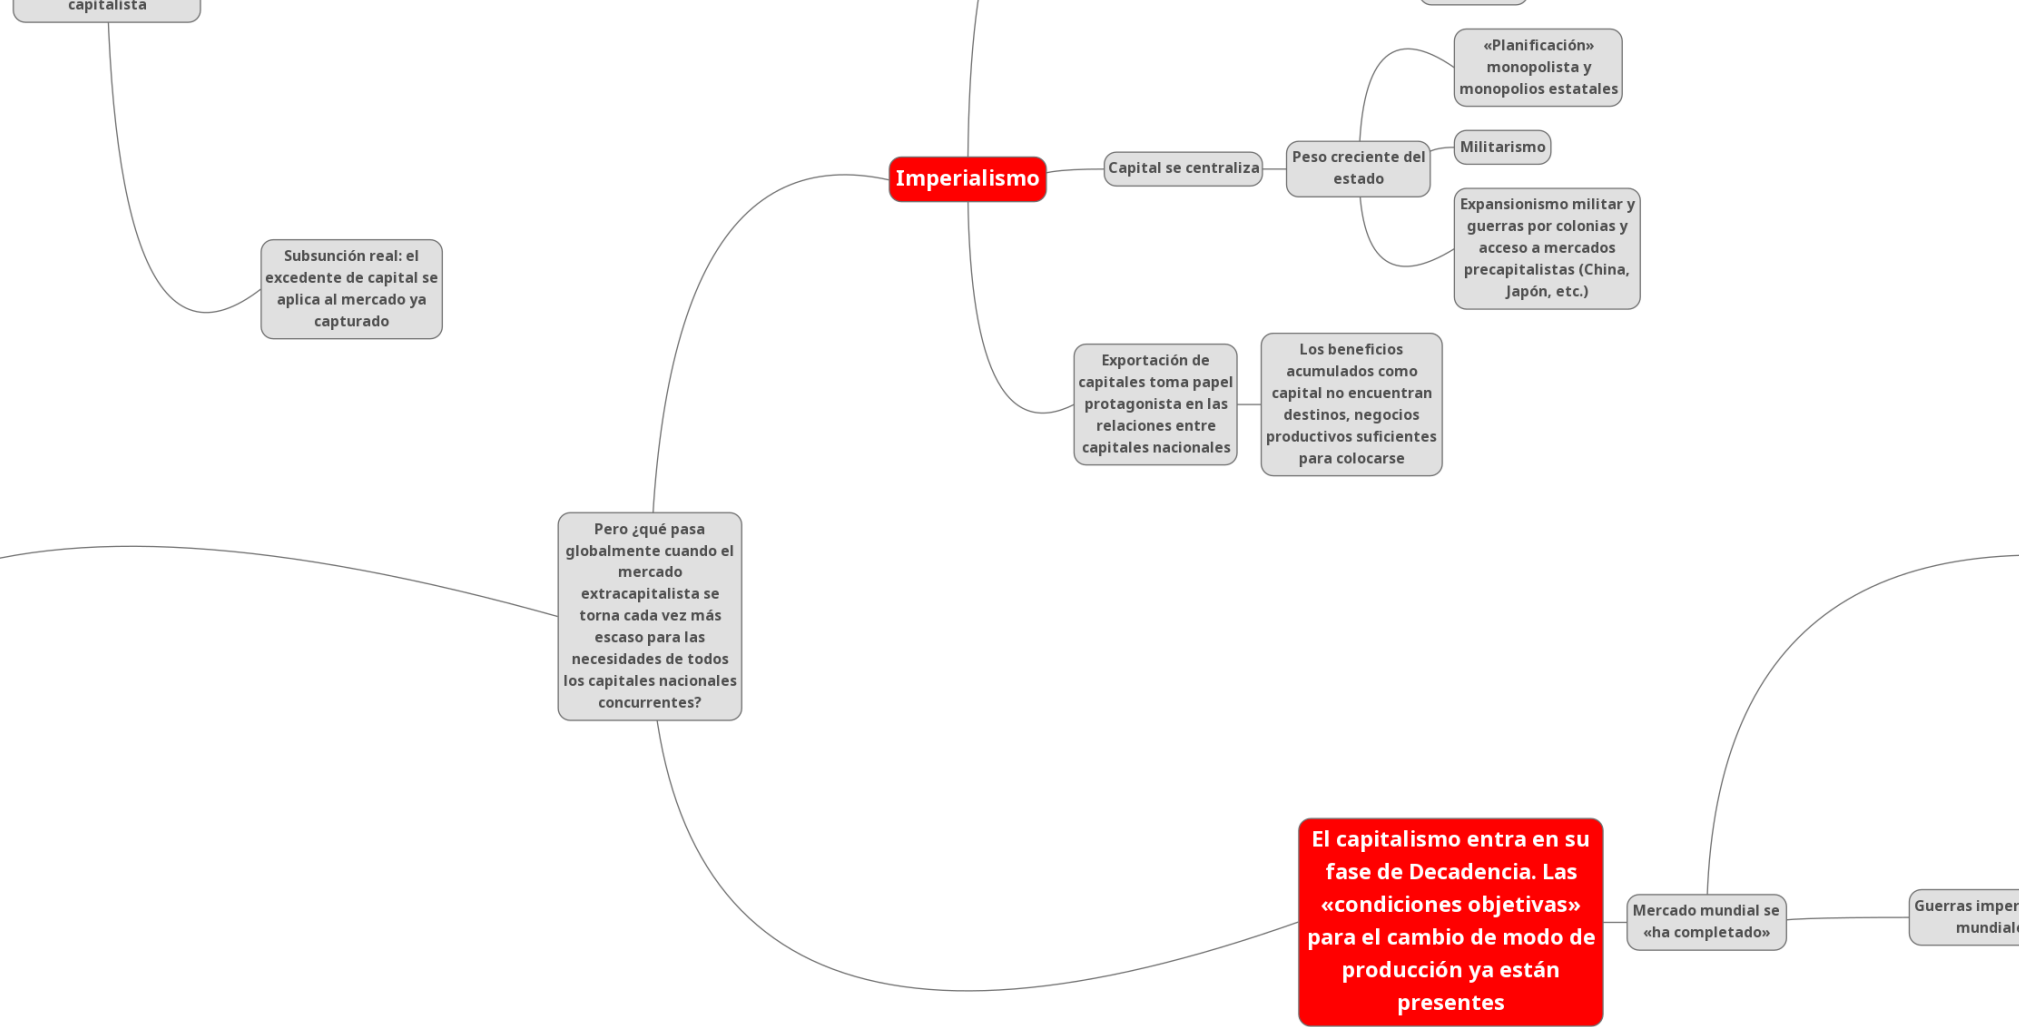 capitalista
«Planificación»
monopolista y
monopolios estatales
Militarismo
Imperialismo
Capital se centraliza
Peso creciente del
estado
Expansionismo militar y
guerras por colonias y
acceso a mercados
precapitalistas (China,
Japón, etc.)
Subsunción real: el
excedente de capital se
aplica al mercado ya
capturado
Exportación de
capitales toma papel
protagonista en las
relaciones entre
capitales nacionales
Los beneficios
acumulados como
capital no encuentran
destinos, negocios
productivos suficientes
para colocarse
Pero ¿qué pasa
globalmente cuando el
mercado
extracapitalista se
torna cada vez más
escaso para las
necesidades de todos
los capitales nacionales
concurrentes?
El capitalismo entra en su
fase de Decadencia. Las
«condiciones objetivas»
para el cambio de modo de
producción ya están
presentes
Mercado mundial se
«ha completado»
Guerras